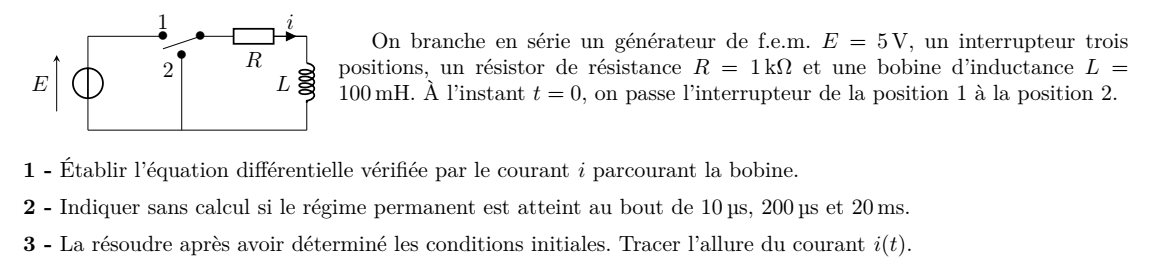 1
i
R
2
E
L
On branche en série un générateur de f.e.m. E = 5 V, un interrupteur trois
positions, un résistor de résistance R = 1 kΩ et une bobine d'inductance L =
100 mH. À l'instant t = 0, on passe l'interrupteur de la position 1 à la position 2.
1 - Établir l'équation différentielle vérifiée par le courant i parcourant la bobine.
2 - Indiquer sans calcul si le régime permanent est atteint au bout de 10 µs, 200 µs et 20 ms.
3 - La résoudre après avoir déterminé les conditions initiales. Tracer l'allure du courant i(t).